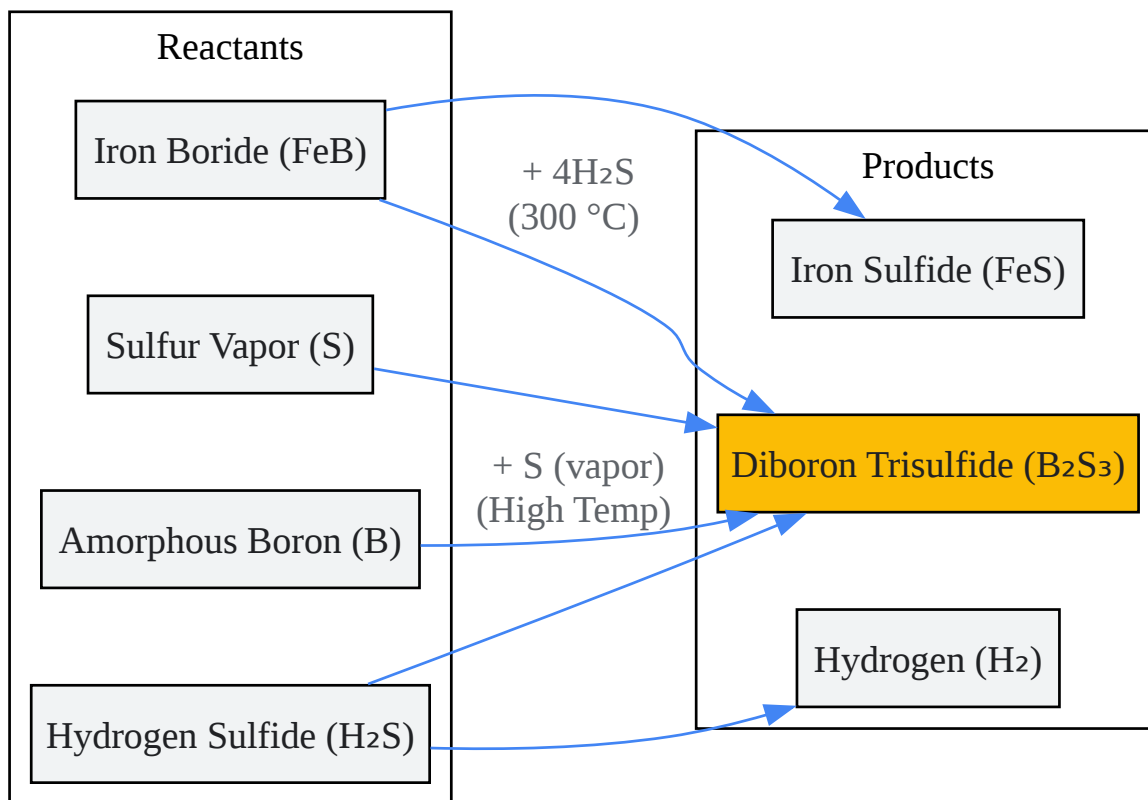 Reactants
Iron Boride (FeB)
Sulfur Vapor (S)
Amorphous Boron (B)
Hydrogen Sulfide (H₂S)
+ 4H₂S
(300 °C)
+ S (vapor)
(High Temp)
Products
Iron Sulfide (FeS)
Diboron Trisulfide (B₂S₃)
Hydrogen (H₂)